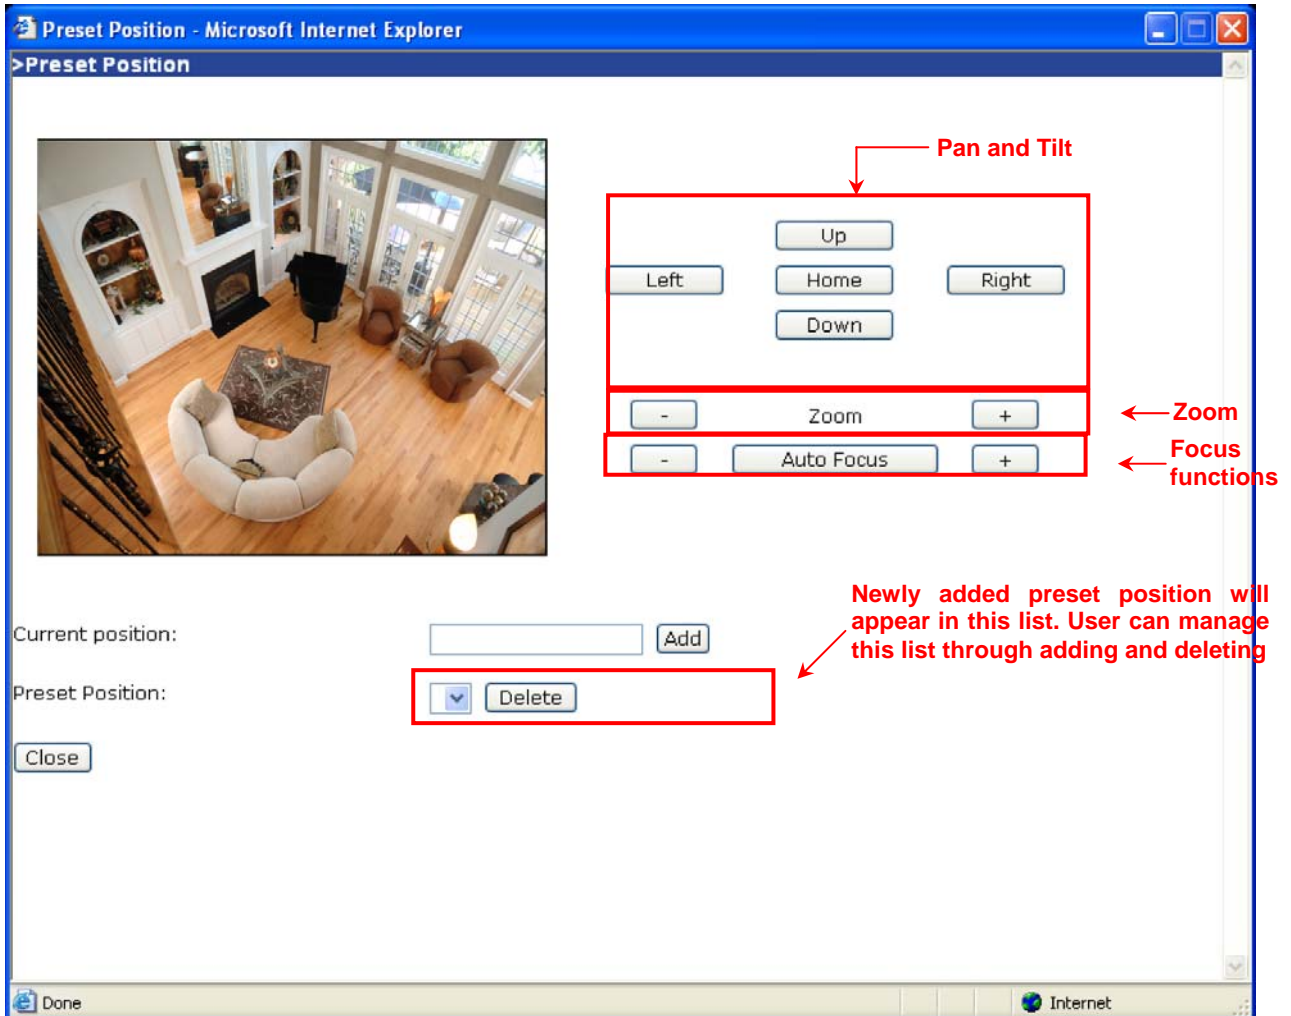 Preset Position - Microsoft Internet Explorer
>Preset Position
Pan and Tilt
Up
Left Home Right
Down
- Zoom +
Zoom
- Auto Focus +
Focus
functions
Newly added preset position will
appear in this list. User can manage
this list through adding and deleting
Current position: Add
Preset Position: Delete
Close
Done Internet